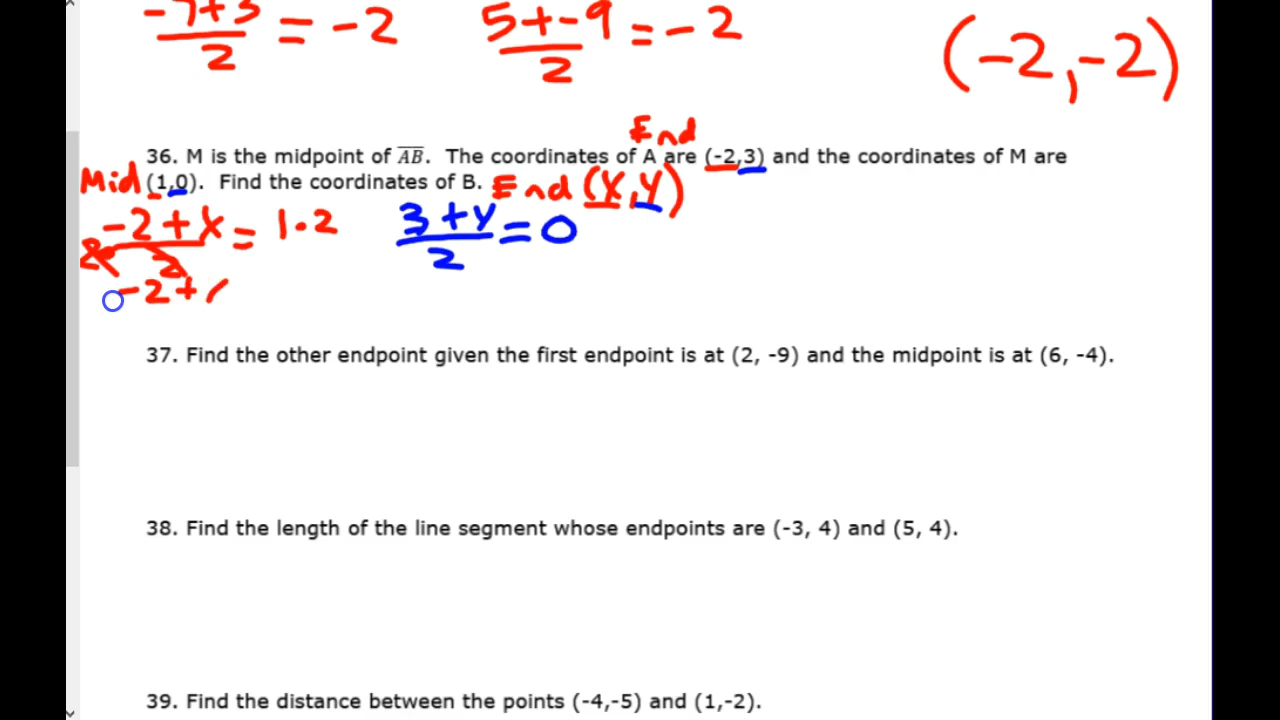 -7+3 / 2 = -2    5+-9 / 2 = -2    (-2,-2)
End
36. M is the midpoint of AB. The coordinates of A are (-2,3) and the coordinates of M are
Mid (1,0). Find the coordinates of B. End (X,Y)
-2+X / 2 = 1·2    3+Y / 2 = 0
-2+
37. Find the other endpoint given the first endpoint is at (2, -9) and the midpoint is at (6, -4).
38. Find the length of the line segment whose endpoints are (-3, 4) and (5, 4).
39. Find the distance between the points (-4,-5) and (1,-2).